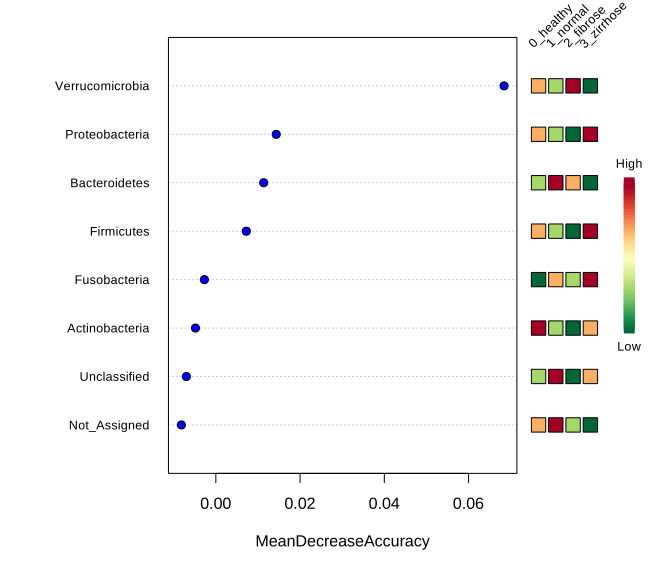 0_healthy
1_normal
2_fibrose
3_zirrhose
Verrucomicrobia
Proteobacteria
Bacteroidetes
Firmicutes
Fusobacteria
Actinobacteria
Unclassified
Not_Assigned
High
Low
0.00 0.02 0.04 0.06
MeanDecreaseAccuracy